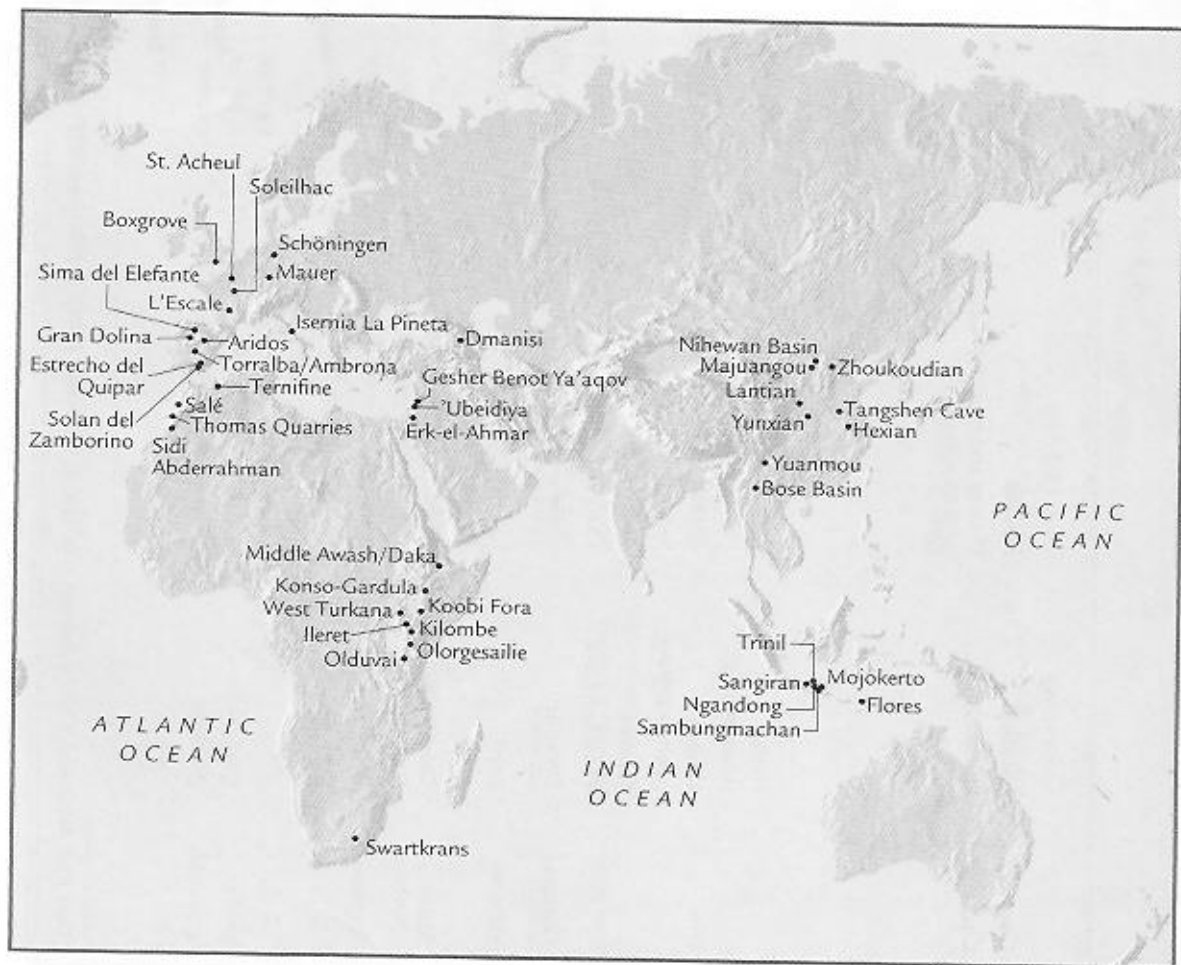 St. Acheul
Soleilhac
Boxgrove
Schöningen
Sima del Elefante
Mauer
L'Escale
Isernia La Pineta
Gran Dolina
Aridos
Dmanisi
Nihewan Basin
Estrecho del
Quipar
Torralba/Ambrona
Majuangou
Zhoukoudian
Ternifine
Gesher Benot Ya'aqov
Lantian
Solan del
Zamborino
Salé
'Ubeidiya
Tangshen Cave
Thomas Quarries
Erk-el-Ahmar
Yunxian
Hexian
Sidi
Abderrahman
Yuanmou
Bose Basin
PACIFIC
OCEAN
Middle Awash/Daka
Konso-Gardula
West Turkana
Koobi Fora
Ileret
Kilombe
Olorgesailie
Olduvai
Trinil
Sangiran
Mojokerto
Ngandong
Flores
Sambungmachan
ATLANTIC
OCEAN
INDIAN
OCEAN
Swartkrans